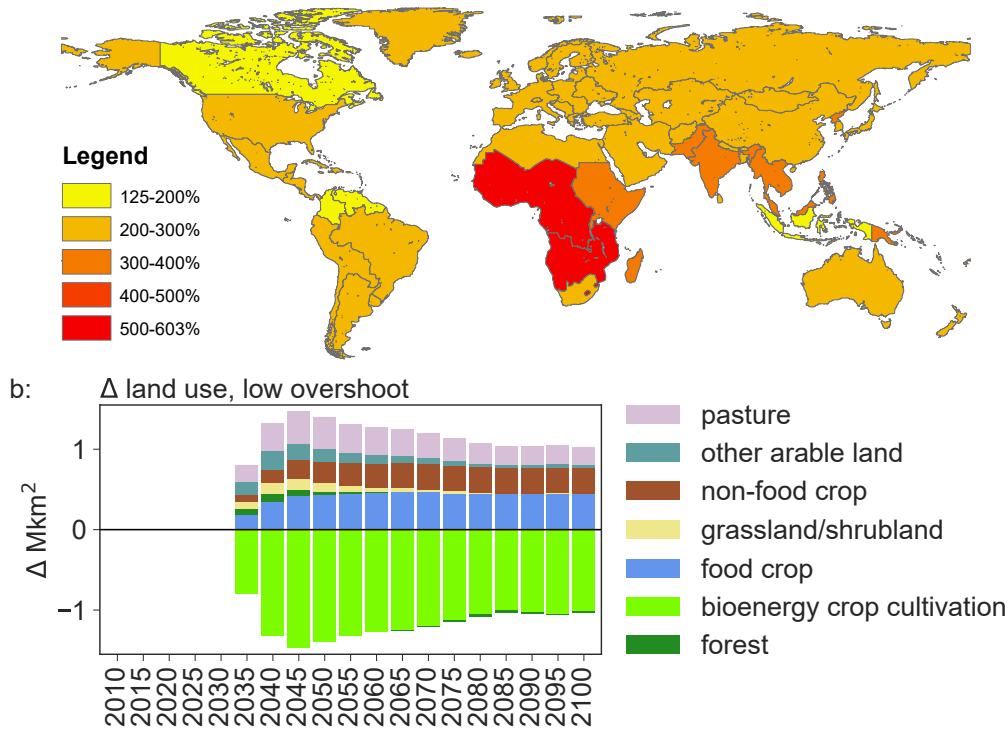 Legend
125-200%
200-300%
300-400%
400-500%
500-603%
b: Δ land use, low overshoot
Δ Mkm²
1
0
−1
pasture
other arable land
non-food crop
grassland/shrubland
food crop
bioenergy crop cultivation
forest
2010
2015
2018
2020
2025
2030
2035
2040
2045
2050
2055
2060
2065
2070
2075
2080
2085
2090
2095
2100